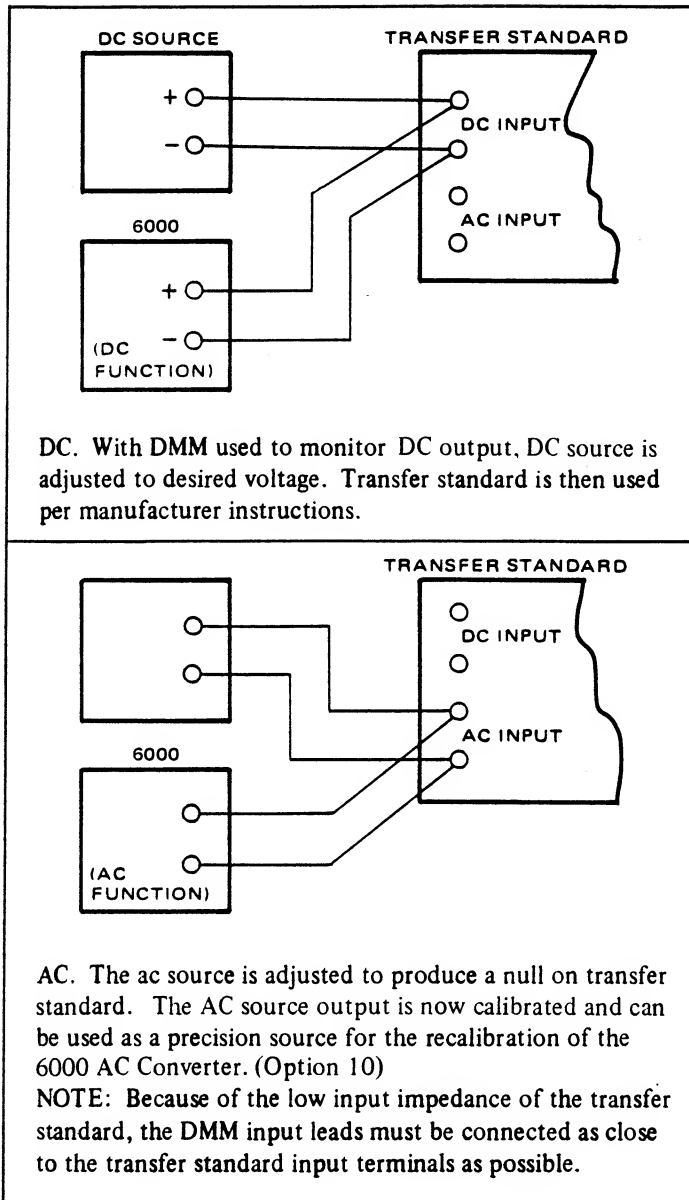 DC SOURCE
TRANSFER STANDARD
+
DC INPUT
−
AC INPUT
6000
+
−
(DC
FUNCTION)
DC. With DMM used to monitor DC output, DC source is
adjusted to desired voltage. Transfer standard is then used
per manufacturer instructions.
TRANSFER STANDARD
DC INPUT
AC INPUT
6000
(AC
FUNCTION)
AC. The ac source is adjusted to produce a null on transfer
standard. The AC source output is now calibrated and can
be used as a precision source for the recalibration of the
6000 AC Converter. (Option 10)
NOTE: Because of the low input impedance of the transfer
standard, the DMM input leads must be connected as close
to the transfer standard input terminals as possible.